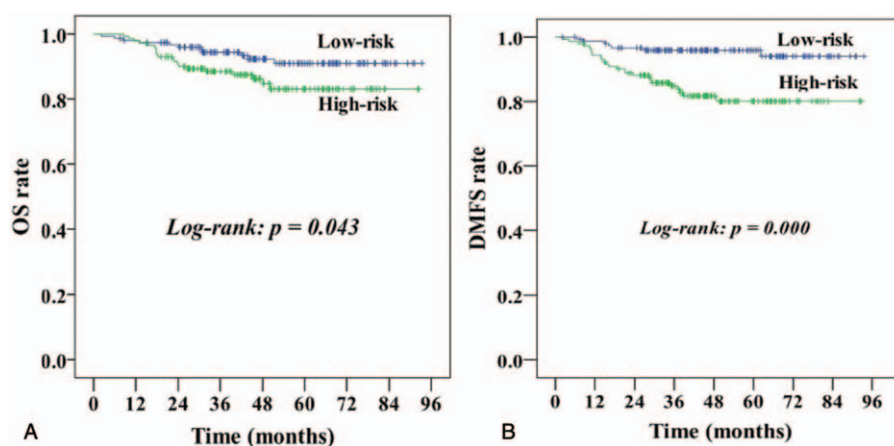 OS rate
1.0
0.8
0.6
0.4
0.2
0.0
Low-risk
High-risk
Log-rank: p = 0.043
0 12 24 36 48 60 72 84 96
Time (months)
A
DMFS rate
1.0
0.8
0.6
0.4
0.2
0.0
Low-risk
High-risk
Log-rank: p = 0.000
0 12 24 36 48 60 72 84 96
Time (months)
B